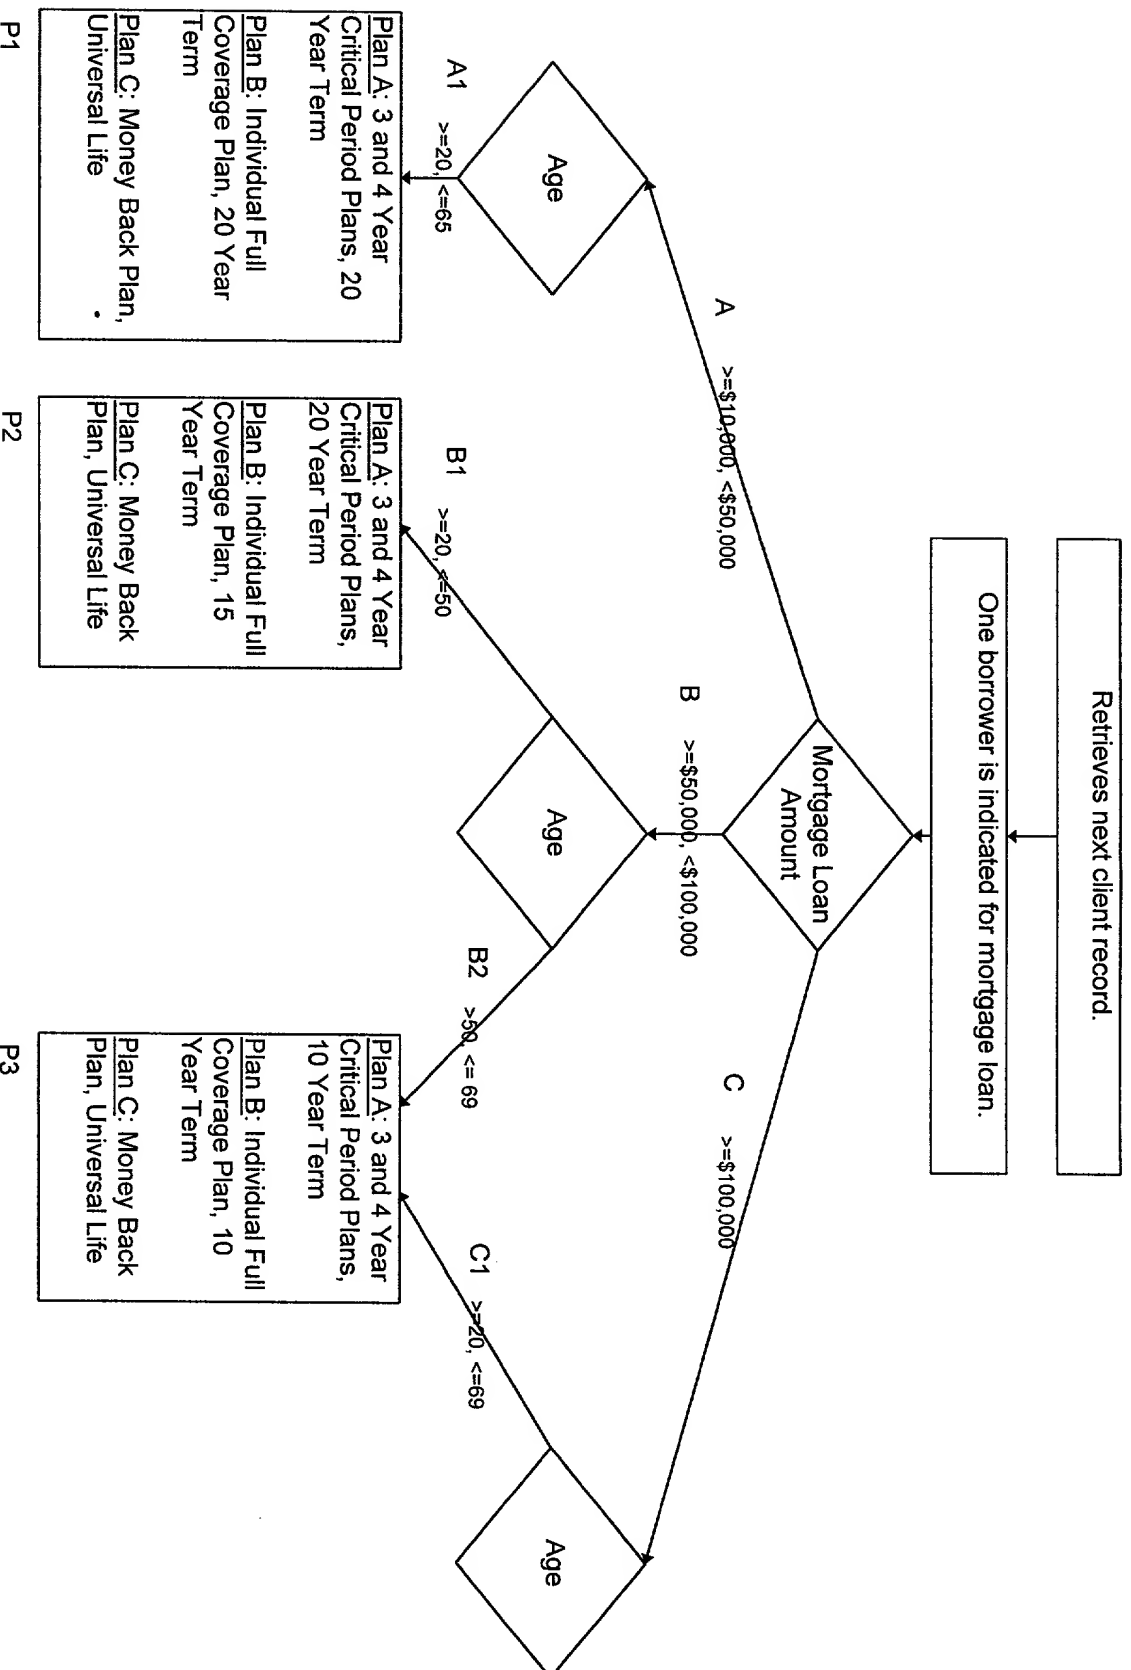 Retrieves next client record.
One borrower is indicated for mortgage loan.
Mortgage Loan
Amount
A >=$10,000, <$50,000
B >=$50,000, <$100,000
C >=$100,000
Age
Age
Age
A1 >=20, <=65
B1 >=20, <=50
B2 >50, <= 69
C1 >=20, <=69
Plan A: 3 and 4 Year
Critical Period Plans, 20
Year Term
Plan B: Individual Full
Coverage Plan, 20 Year
Term
Plan C: Money Back Plan,
Universal Life
P1
Plan A: 3 and 4 Year
Critical Period Plans,
20 Year Term
Plan B: Individual Full
Coverage Plan, 15
Year Term
Plan C: Money Back
Plan, Universal Life
P2
Plan A: 3 and 4 Year
Critical Period Plans,
10 Year Term
Plan B: Individual Full
Coverage Plan, 10
Year Term
Plan C: Money Back
Plan, Universal Life
P3